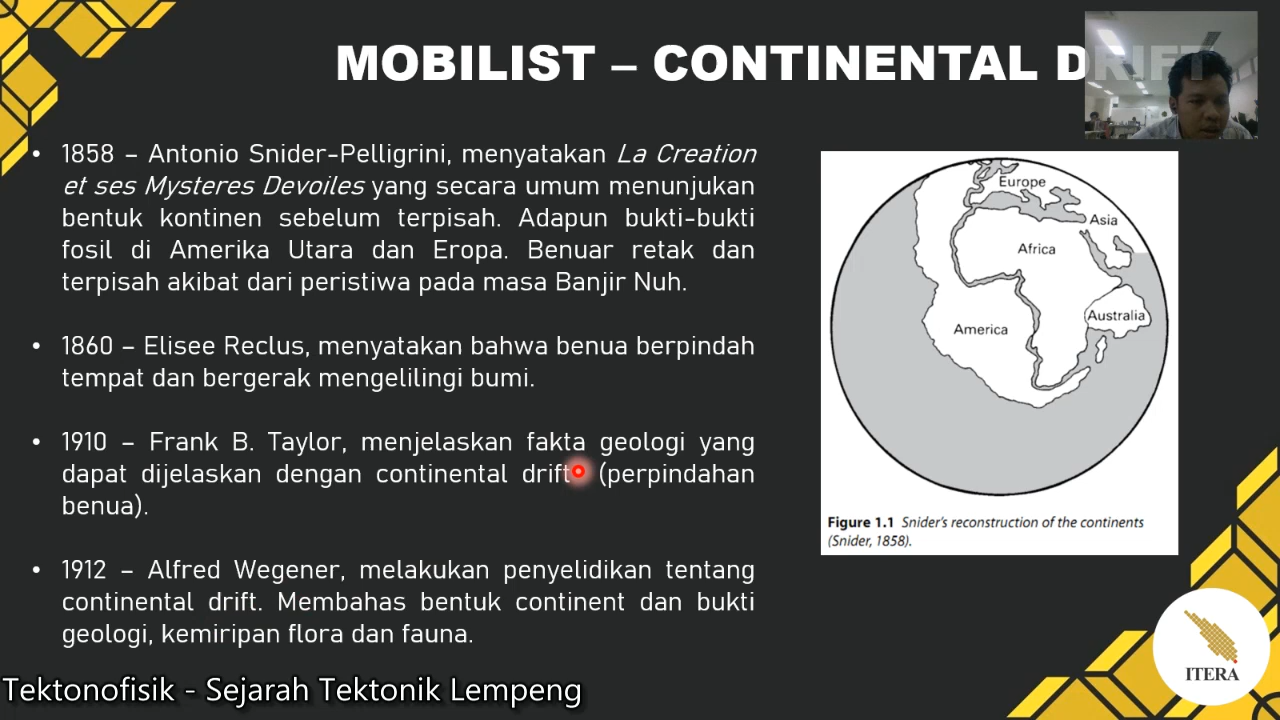 MOBILIST – CONTINENTAL DRIFT
• 1858 – Antonio Snider-Pelligrini, menyatakan La Creation
et ses Mysteres Devoiles yang secara umum menunjukan
bentuk kontinen sebelum terpisah. Adapun bukti-bukti
fosil di Amerika Utara dan Eropa. Benuar retak dan
terpisah akibat dari peristiwa pada masa Banjir Nuh.
• 1860 – Elisee Reclus, menyatakan bahwa benua berpindah
tempat dan bergerak mengelilingi bumi.
• 1910 – Frank B. Taylor, menjelaskan fakta geologi yang
dapat dijelaskan dengan continental drift (perpindahan
benua).
• 1912 – Alfred Wegener, melakukan penyelidikan tentang
continental drift. Membahas bentuk continent dan bukti
geologi, kemiripan flora dan fauna.
Europe
Asia
Africa
Australia
America
Figure 1.1 Snider's reconstruction of the continents
(Snider, 1858).
ITERA
Tektonofisik - Sejarah Tektonik Lempeng